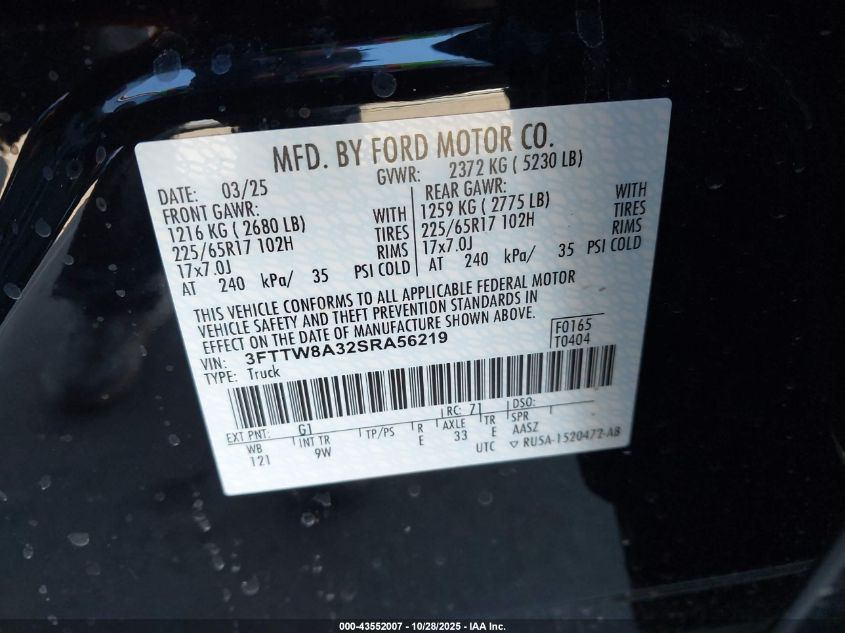 MFD. BY FORD MOTOR CO.
DATE: 03/25 GVWR: 2372 KG ( 5230 LB)
FRONT GAWR: REAR GAWR:
1216 KG ( 2680 LB) WITH 1259 KG ( 2775 LB) WITH
225/65R17 102H TIRES 225/65R17 102H TIRES
17x7.0J RIMS 17x7.0J RIMS
AT 240 kPa/ 35 PSI COLD AT 240 kPa/ 35 PSI COLD
THIS VEHICLE CONFORMS TO ALL APPLICABLE FEDERAL MOTOR
VEHICLE SAFETY AND THEFT PREVENTION STANDARDS IN
EFFECT ON THE DATE OF MANUFACTURE SHOWN ABOVE.
VIN: 3FTTW8A32SRA56219 F0165
TYPE: Truck T0404
EXT PNT: G1 RC: 71 DSO:
WB INT TR TP/PS R AXLE TR SPR
121 9W E 33 E AASZ
UTC ▽ RU5A-1520472-AB
000-43552007 - 10/28/2025 - IAA Inc.